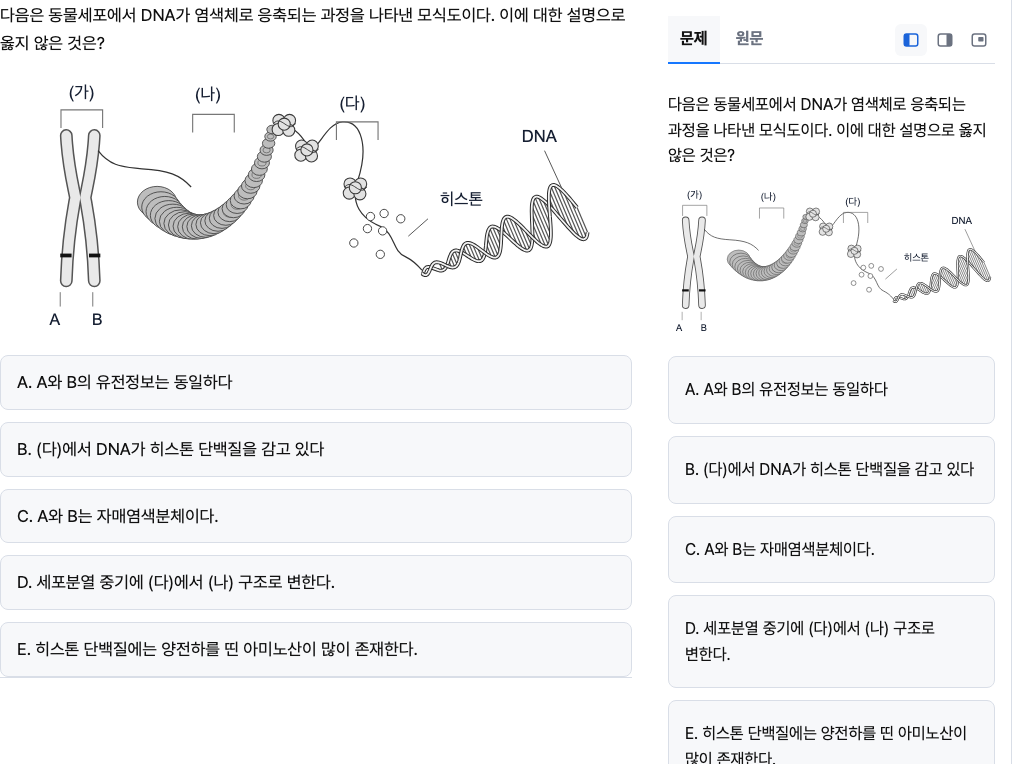 다음은 동물세포에서 DNA가 염색체로 응축되는 과정을 나타낸 모식도이다. 이에 대한 설명으로
옳지 않은 것은?
(가)
(나)
(다)
DNA
히스톤
A
B
A. A와 B의 유전정보는 동일하다
B. (다)에서 DNA가 히스톤 단백질을 감고 있다
C. A와 B는 자매염색분체이다.
D. 세포분열 중기에 (다)에서 (나) 구조로 변한다.
E. 히스톤 단백질에는 양전하를 띤 아미노산이 많이 존재한다.
문제
원문
다음은 동물세포에서 DNA가 염색체로 응축되는
과정을 나타낸 모식도이다. 이에 대한 설명으로 옳지
않은 것은?
(가)
(나)
(다)
DNA
히스톤
A
B
A. A와 B의 유전정보는 동일하다
B. (다)에서 DNA가 히스톤 단백질을 감고 있다
C. A와 B는 자매염색분체이다.
D. 세포분열 중기에 (다)에서 (나) 구조로
변한다.
E. 히스톤 단백질에는 양전하를 띤 아미노산이
많이 존재한다.